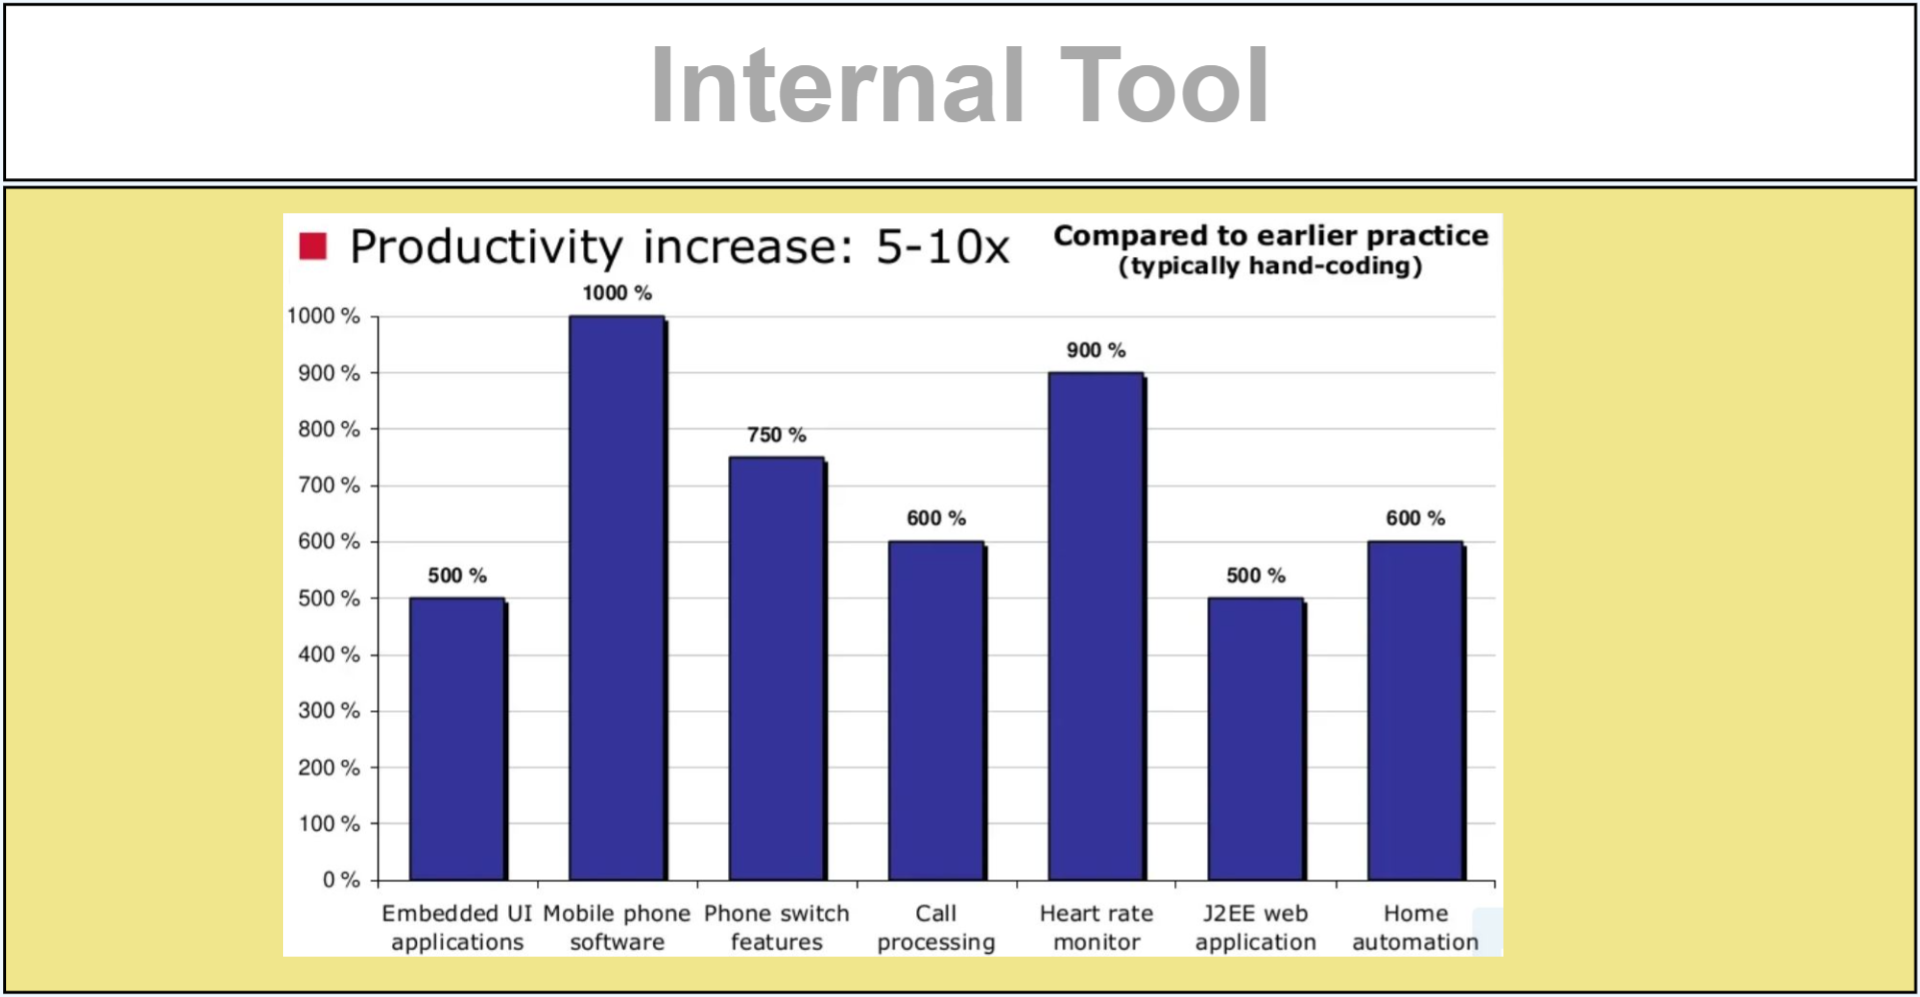 Internal Tool
Productivity increase: 5-10x
Compared to earlier practice
(typically hand-coding)
1000 %
1000 %
900 %
900 %
800 %
750 %
700 %
600 %
600 %
600 %
500 %
500 %
500 %
400 %
300 %
200 %
100 %
0 %
Embedded UI
applications
Mobile phone
software
Phone switch
features
Call
processing
Heart rate
monitor
J2EE web
application
Home
automation